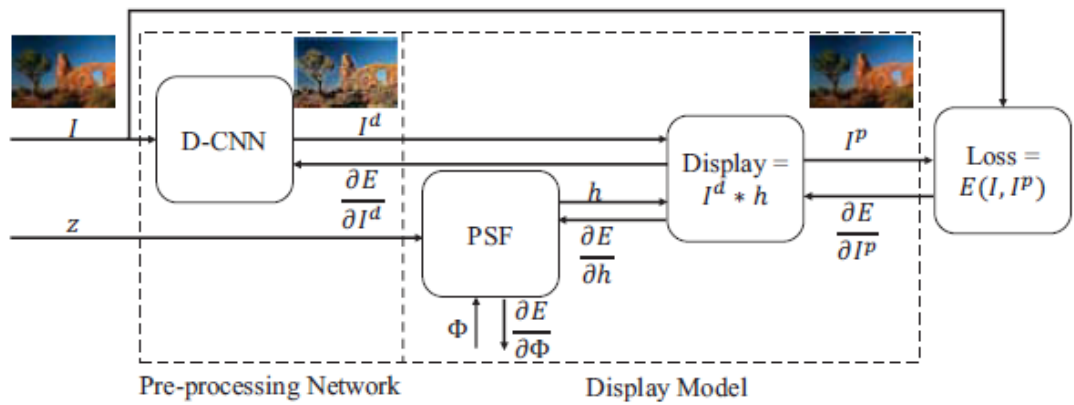 I
D-CNN
I^d
∂E
∂I^d
z
PSF
h
∂E
∂h
Φ
∂E
∂Φ
Display =
I^d ∗ h
I^p
∂E
∂I^p
Loss =
E(I, I^p)
Pre-processing Network
Display Model